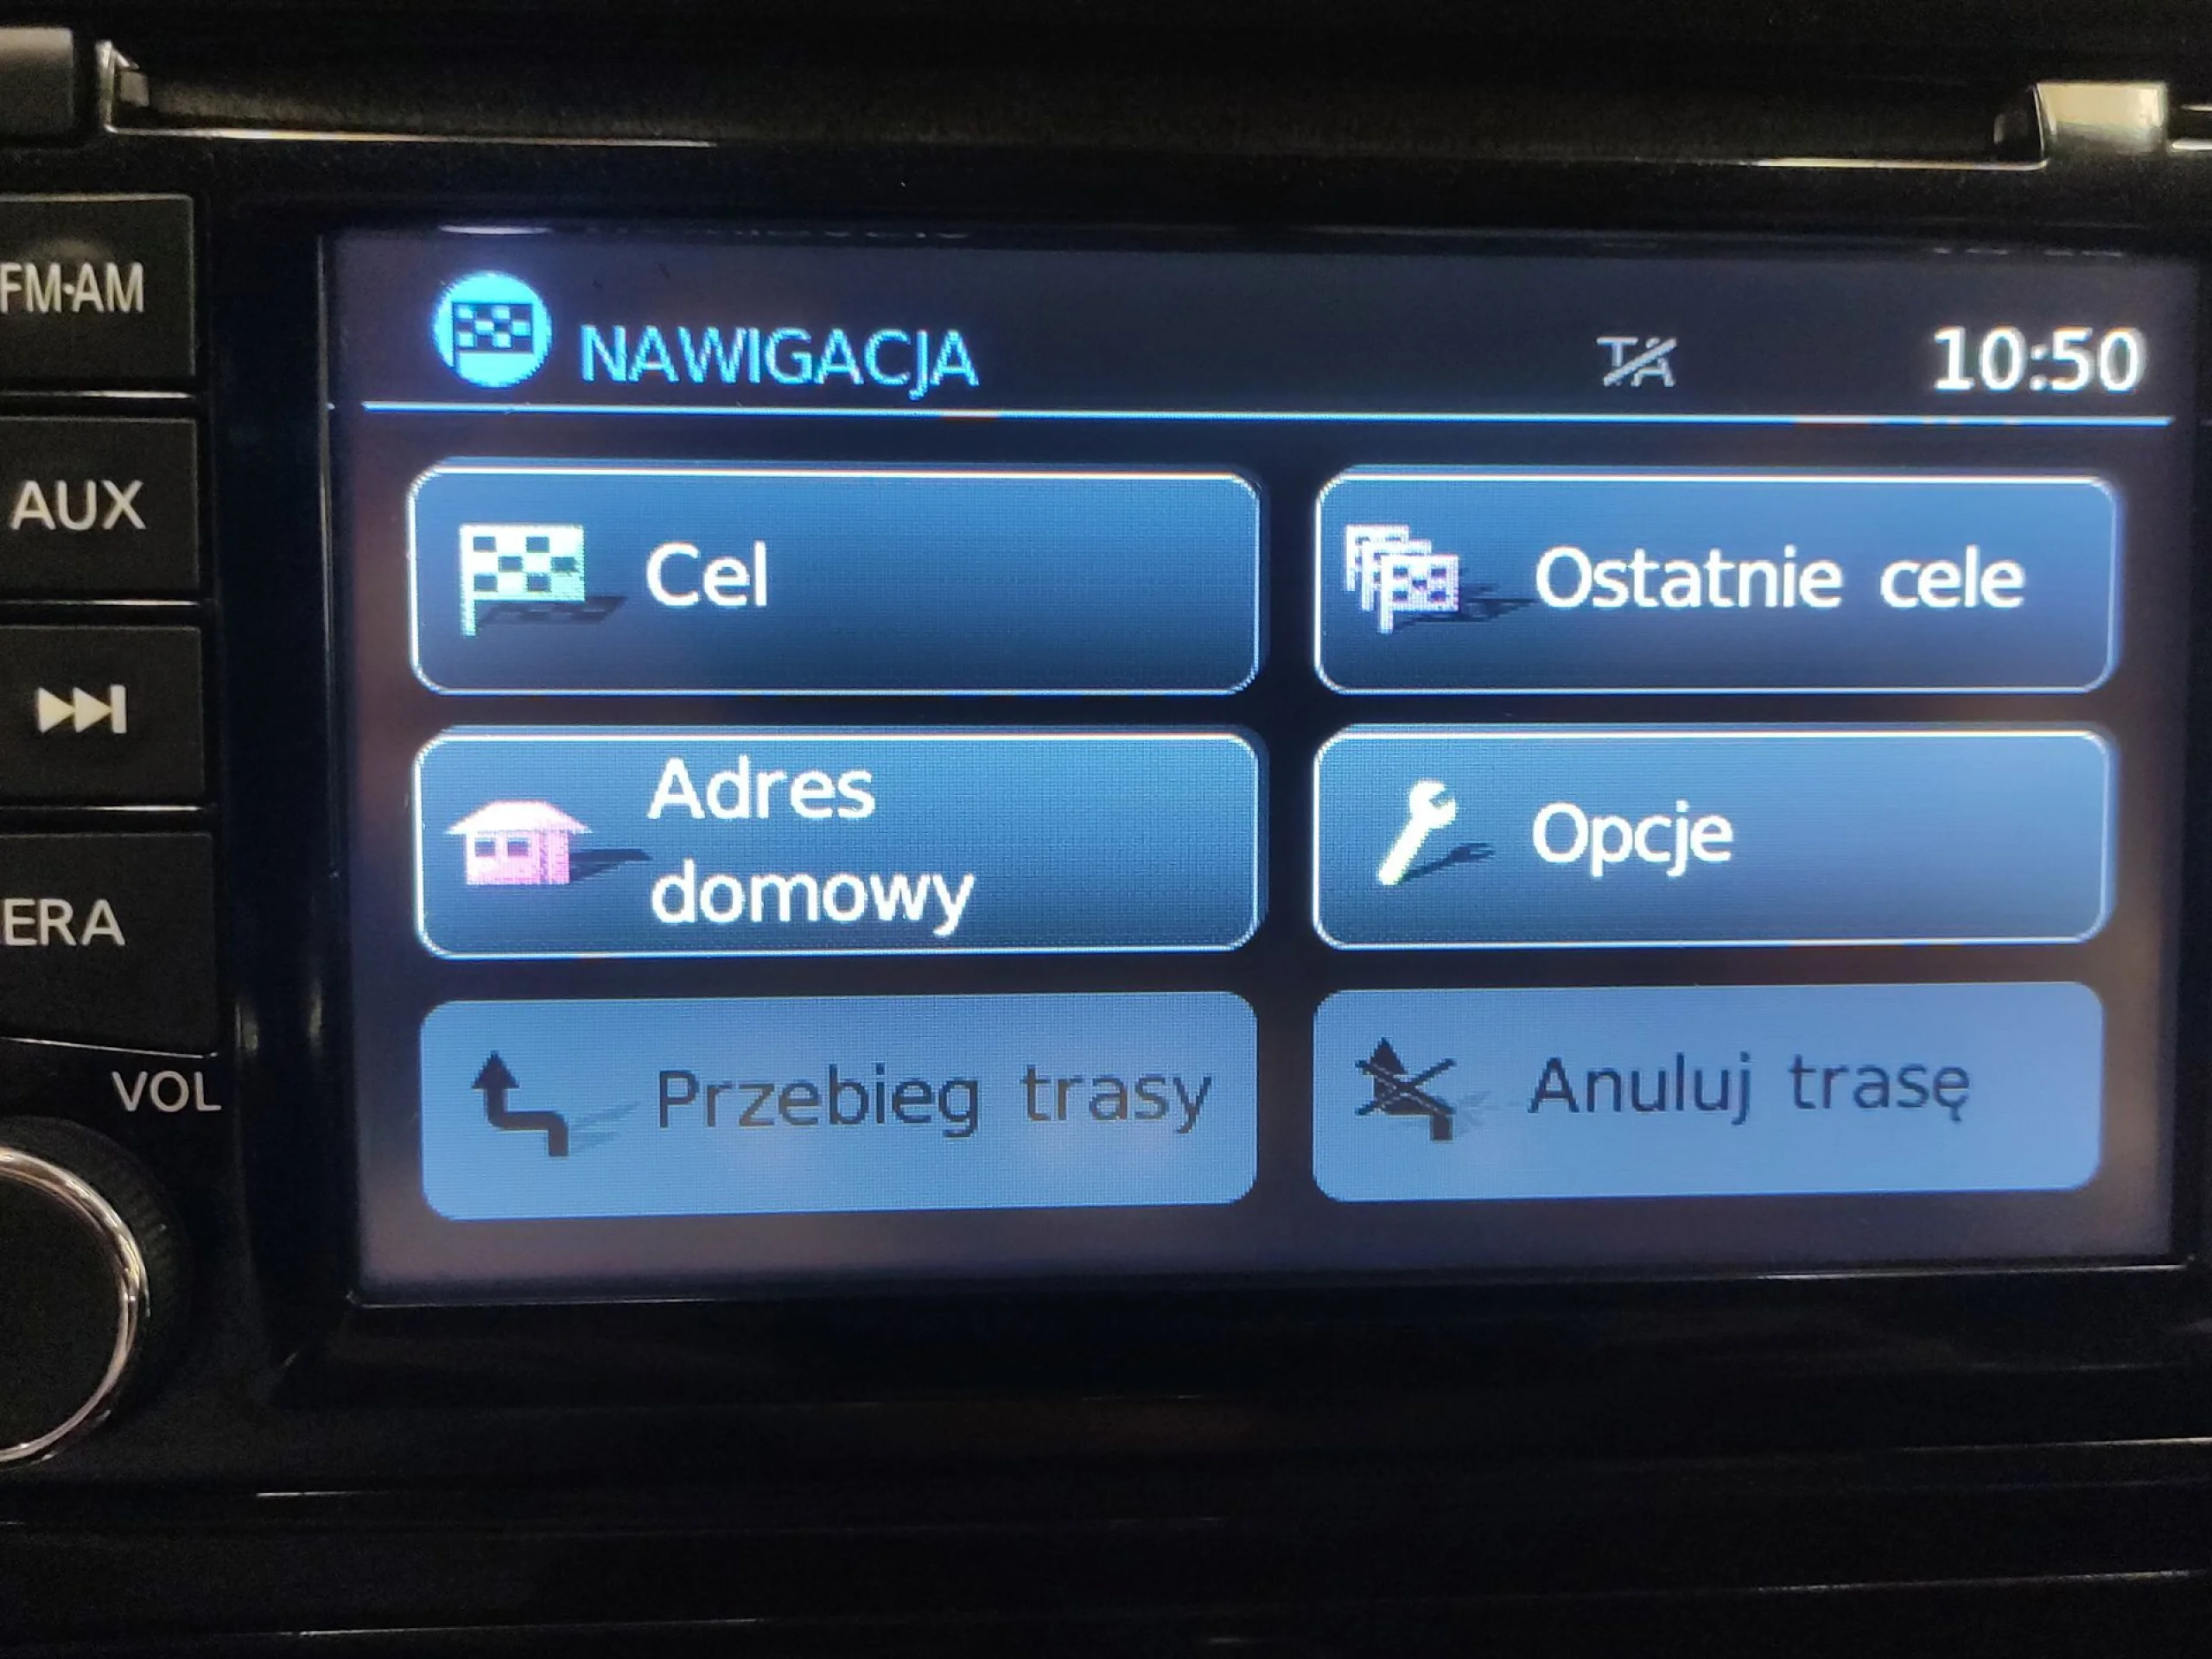 FM·AM
AUX
ERA
VOL
NAWIGACJA
TA
10:50
Cel
Ostatnie cele
Adres
domowy
Opcje
Przebieg trasy
Anuluj trasę